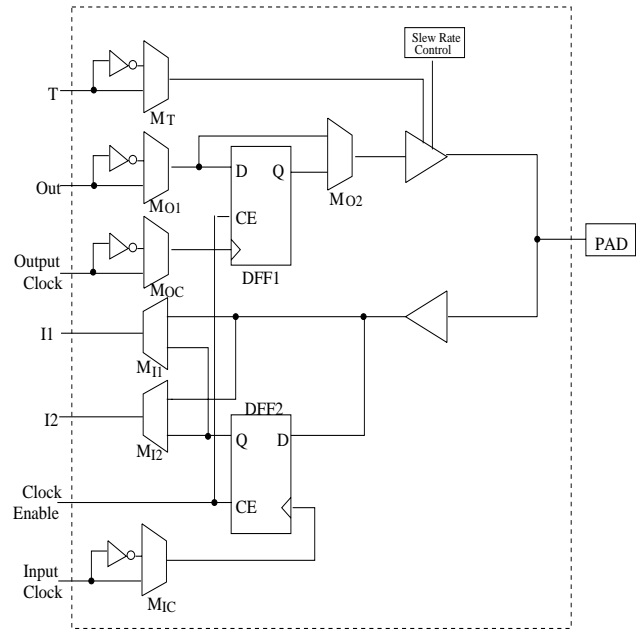 Slew Rate
Control
T
MT
D
Q
Out
MO1
MO2
CE
Output
Clock
MOC
DFF1
PAD
I1
MI1
I2
DFF2
MI2
Q
D
Clock
Enable
CE
Input
Clock
MIC